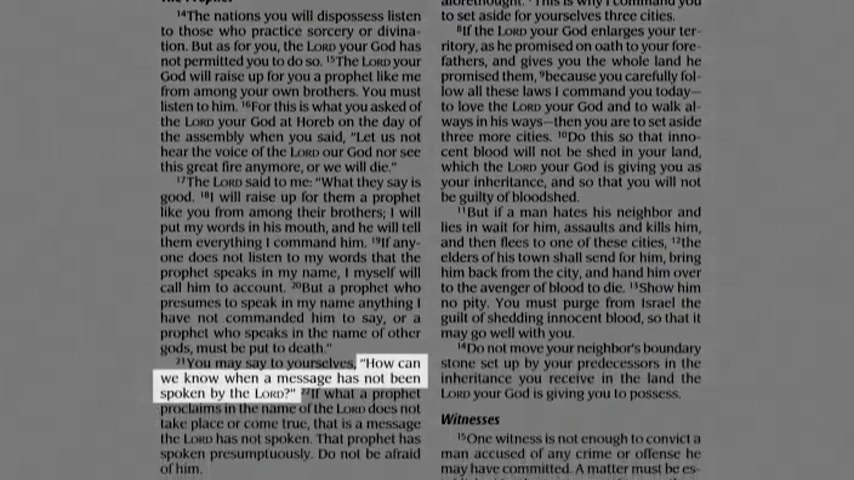 The Prophet
¹⁴The nations you will dispossess listen
to those who practice sorcery or divina-
tion. But as for you, the LORD your God has
not permitted you to do so. ¹⁵The LORD your
God will raise up for you a prophet like me
from among your own brothers. You must
listen to him. ¹⁶For this is what you asked of
the LORD your God at Horeb on the day of
the assembly when you said, "Let us not
hear the voice of the LORD our God nor see
this great fire anymore, or we will die."
¹⁷The LORD said to me: "What they say is
good. ¹⁸I will raise up for them a prophet
like you from among their brothers; I will
put my words in his mouth, and he will tell
them everything I command him. ¹⁹If any-
one does not listen to my words that the
prophet speaks in my name, I myself will
call him to account. ²⁰But a prophet who
presumes to speak in my name anything I
have not commanded him to say, or a
prophet who speaks in the name of other
gods, must be put to death."
²¹You may say to yourselves, "How can
we know when a message has not been
spoken by the LORD?" ²²If what a prophet
proclaims in the name of the LORD does not
take place or come true, that is a message
the LORD has not spoken. That prophet has
spoken presumptuously. Do not be afraid
of him.
aforethought. This is why I command you
to set aside for yourselves three cities.
⁸If the LORD your God enlarges your ter-
ritory, as he promised on oath to your fore-
fathers, and gives you the whole land he
promised them, ⁹because you carefully fol-
low all these laws I command you today—
to love the LORD your God and to walk al-
ways in his ways—then you are to set aside
three more cities. ¹⁰Do this so that inno-
cent blood will not be shed in your land,
which the LORD your God is giving you as
your inheritance, and so that you will not
be guilty of bloodshed.
¹¹But if a man hates his neighbor and
lies in wait for him, assaults and kills him,
and then flees to one of these cities, ¹²the
elders of his town shall send for him, bring
him back from the city, and hand him over
to the avenger of blood to die. ¹³Show him
no pity. You must purge from Israel the
guilt of shedding innocent blood, so that it
may go well with you.
¹⁴Do not move your neighbor's boundary
stone set up by your predecessors in the
inheritance you receive in the land the
LORD your God is giving you to possess.
Witnesses
¹⁵One witness is not enough to convict a
man accused of any crime or offense he
may have committed. A matter must be es-